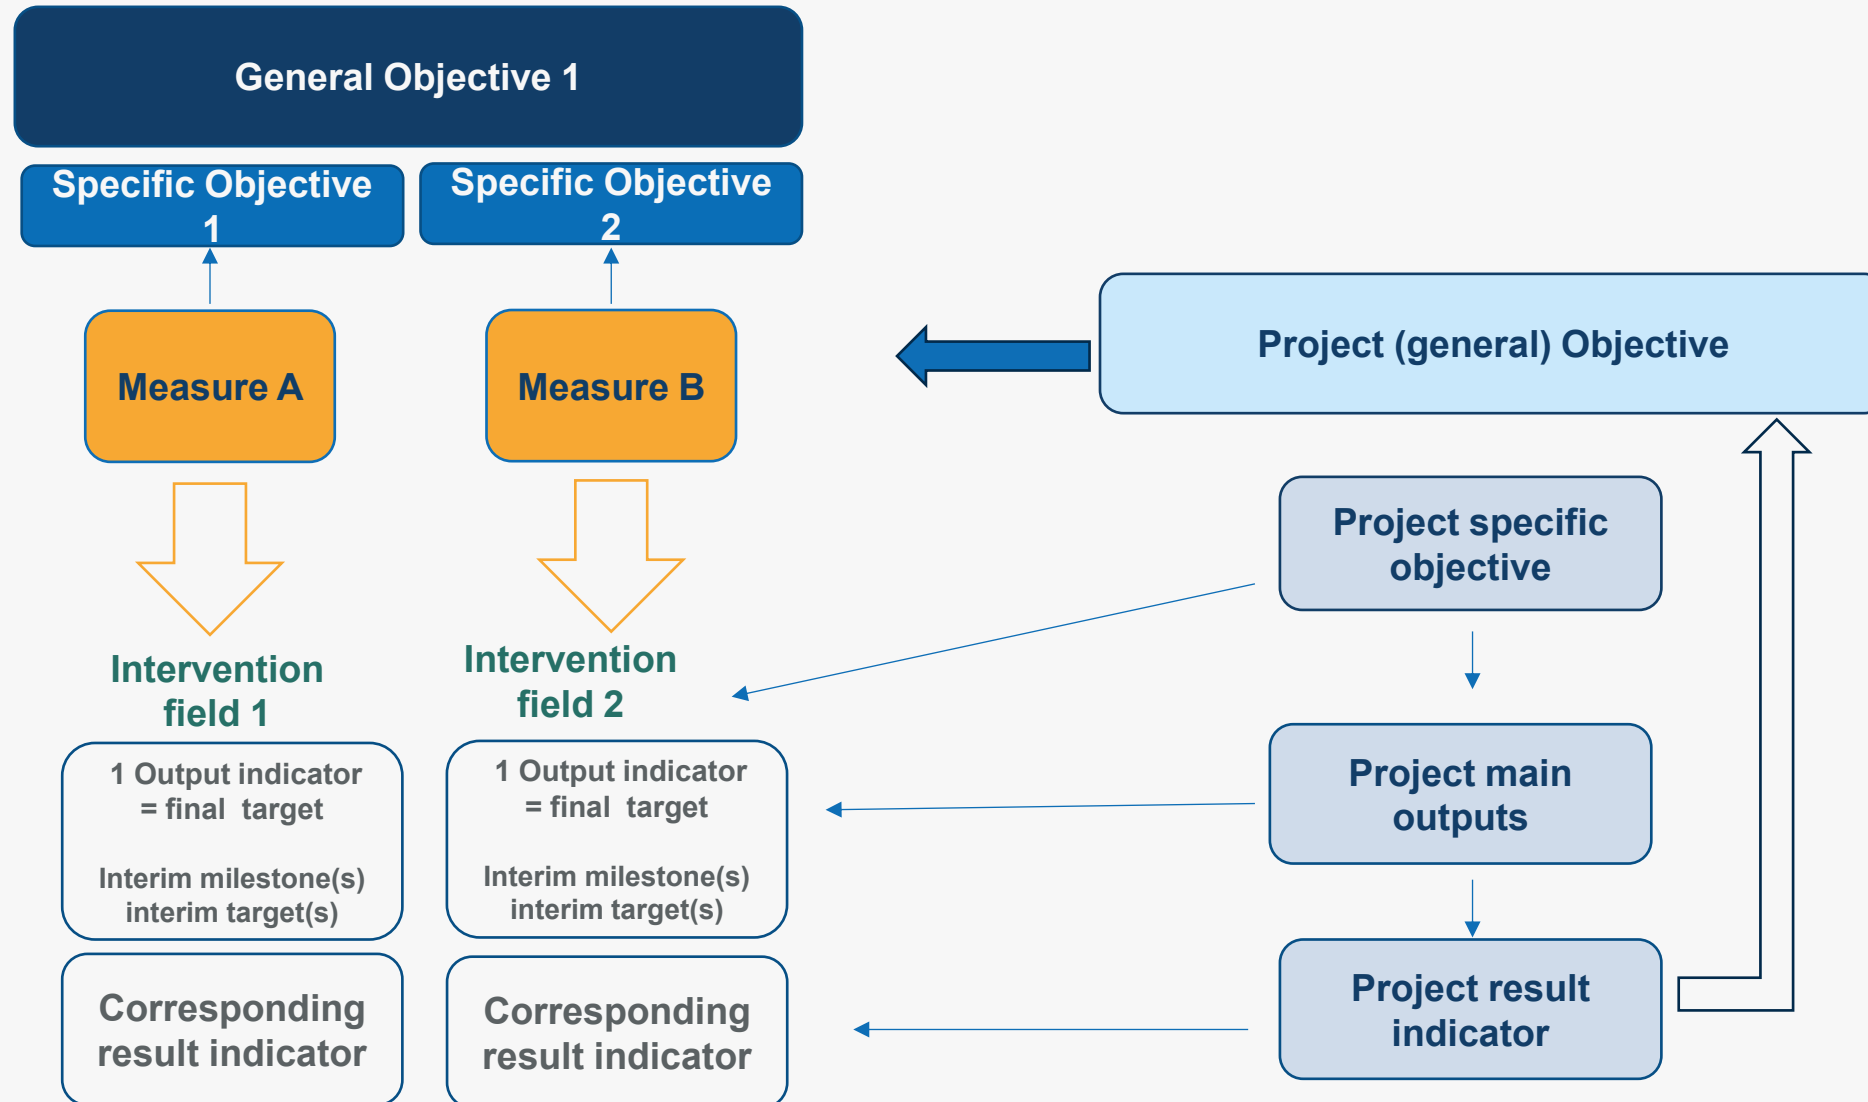 General Objective 1
Specific Objective
1
Specific Objective
2
Measure A
Measure B
Project (general) Objective
Project specific
objective
Intervention
field 1
Intervention
field 2
1 Output indicator
= final target
Interim milestone(s)
interim target(s)
1 Output indicator
= final target
Interim milestone(s)
interim target(s)
Project main
outputs
Corresponding
result indicator
Corresponding
result indicator
Project result
indicator